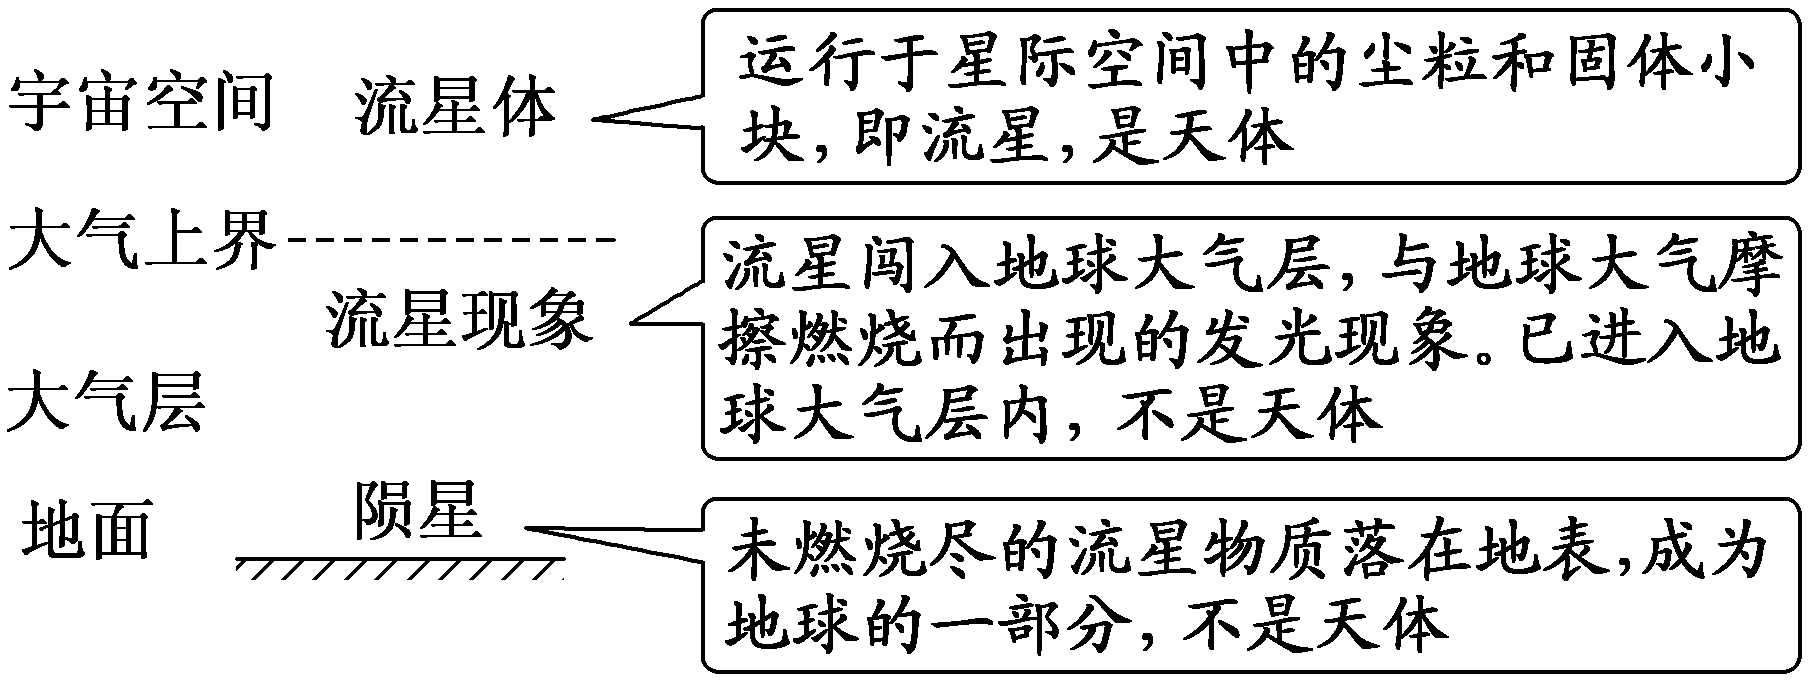 宇宙空间
流星体
运行于星际空间中的尘粒和固体小
块,即流星,是天体
大气上界
流星现象
流星闯入地球大气层,与地球大气摩
擦燃烧而出现的发光现象。已进入地
球大气层内,不是天体
大气层
地面
陨星
未燃烧尽的流星物质落在地表,成为
地球的一部分,不是天体